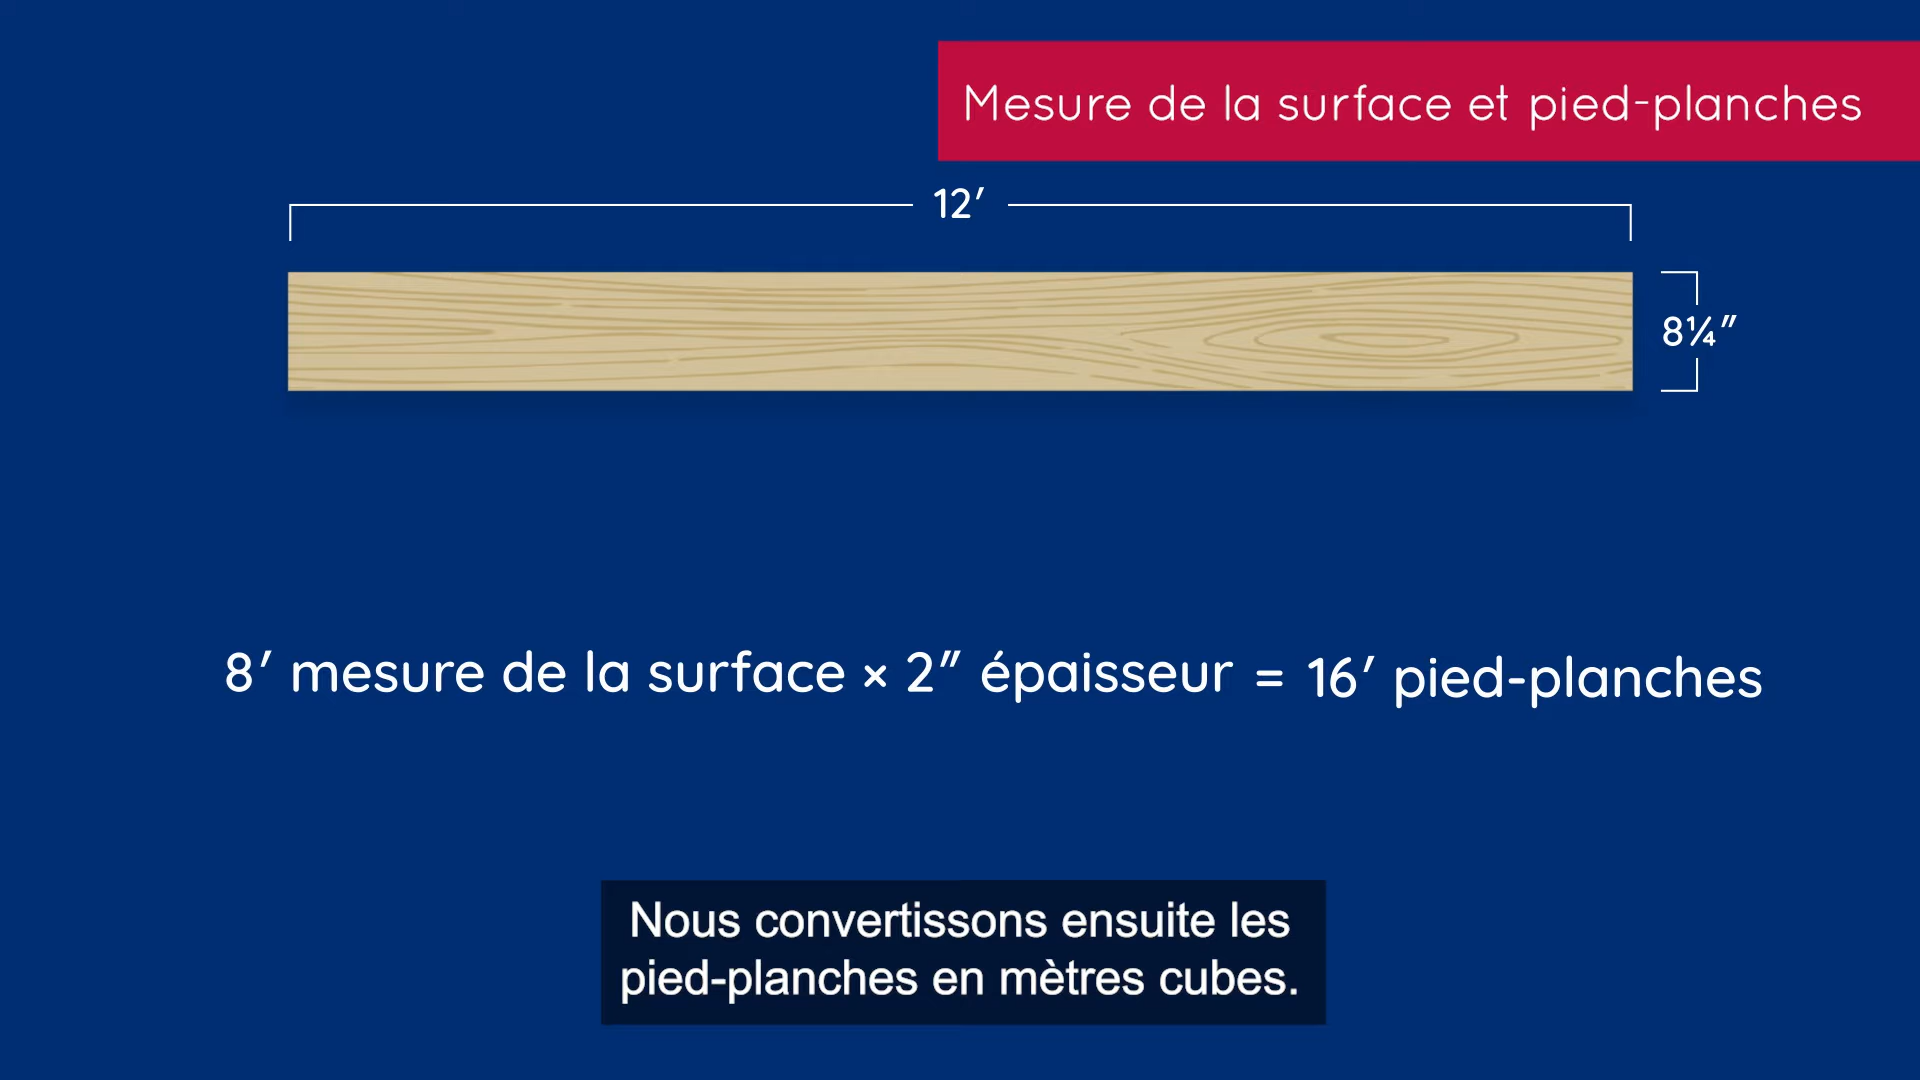 Mesure de la surface et pied-planches
12′
8¼″
8′ mesure de la surface × 2″ épaisseur = 16′ pied-planches
Nous convertissons ensuite les
pied-planches en mètres cubes.